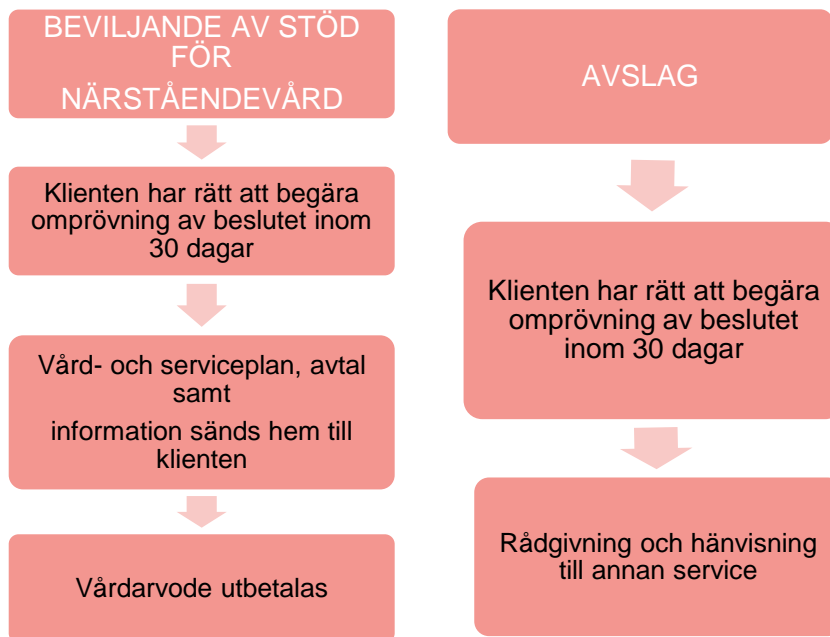 BEVILJANDE AV STÖD
FÖR
NÄRSTÅENDEVÅRD
Klienten har rätt att begära
omprövning av beslutet inom
30 dagar
Vård- och serviceplan, avtal
samt
information sänds hem till
klienten
Vårdarvode utbetalas
AVSLAG
Klienten har rätt att begära
omprövning av beslutet
inom 30 dagar
Rådgivning och hänvisning
till annan service